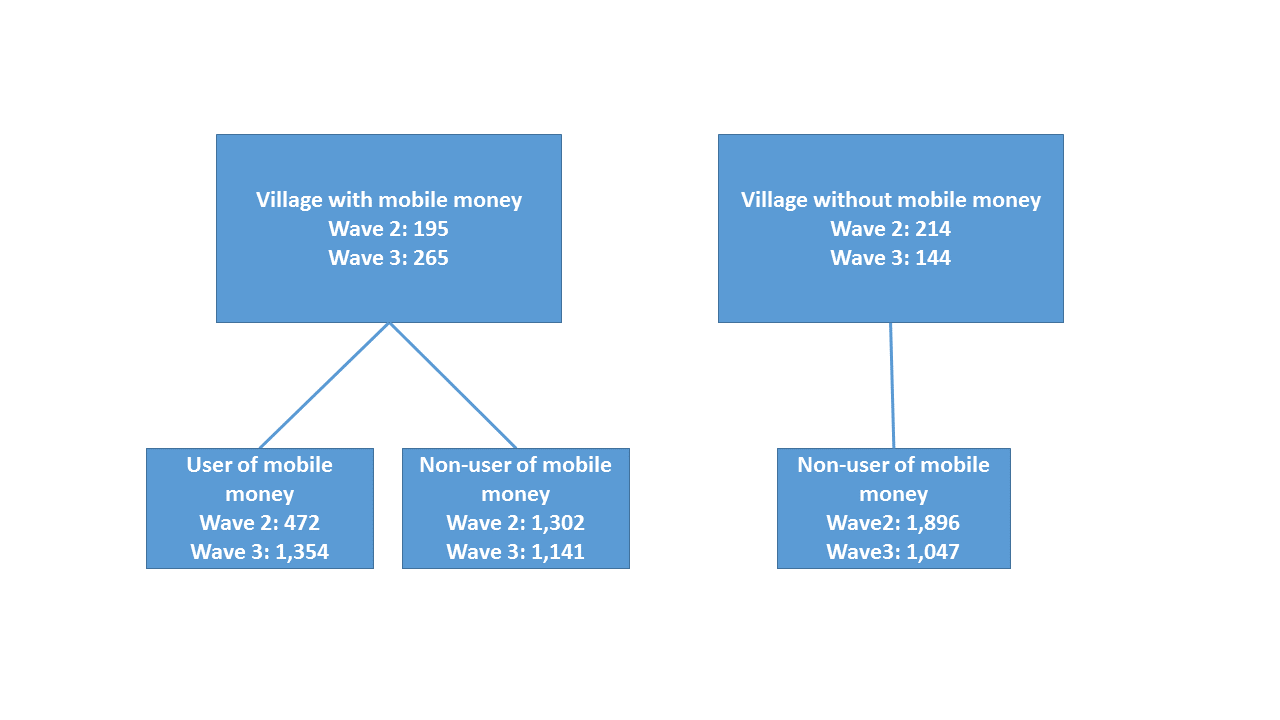 Village with mobile money
Wave 2: 195
Wave 3: 265
Village without mobile money
Wave 2: 214
Wave 3: 144
User of mobile
money
Wave 2: 472
Wave 3: 1,354
Non-user of mobile
money
Wave 2: 1,302
Wave 3: 1,141
Non-user of mobile
money
Wave2: 1,896
Wave3: 1,047